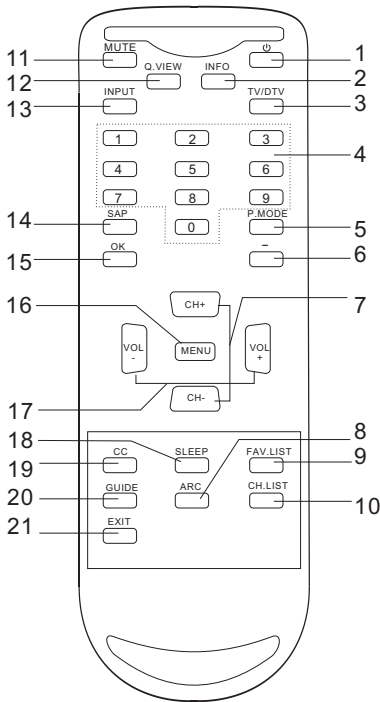 MUTE
11 1
Q.VIEW INFO
12 2
INPUT TV/DTV
13 3
1 2 3
4
4 5 6
7 8 9
SAP 0 P.MODE
14 5
OK –
15 6
CH+
16 7
VOL - MENU VOL +
17
CH-
18 8
CC SLEEP FAV.LIST
19 9
GUIDE ARC CH.LIST
20 10
EXIT
21